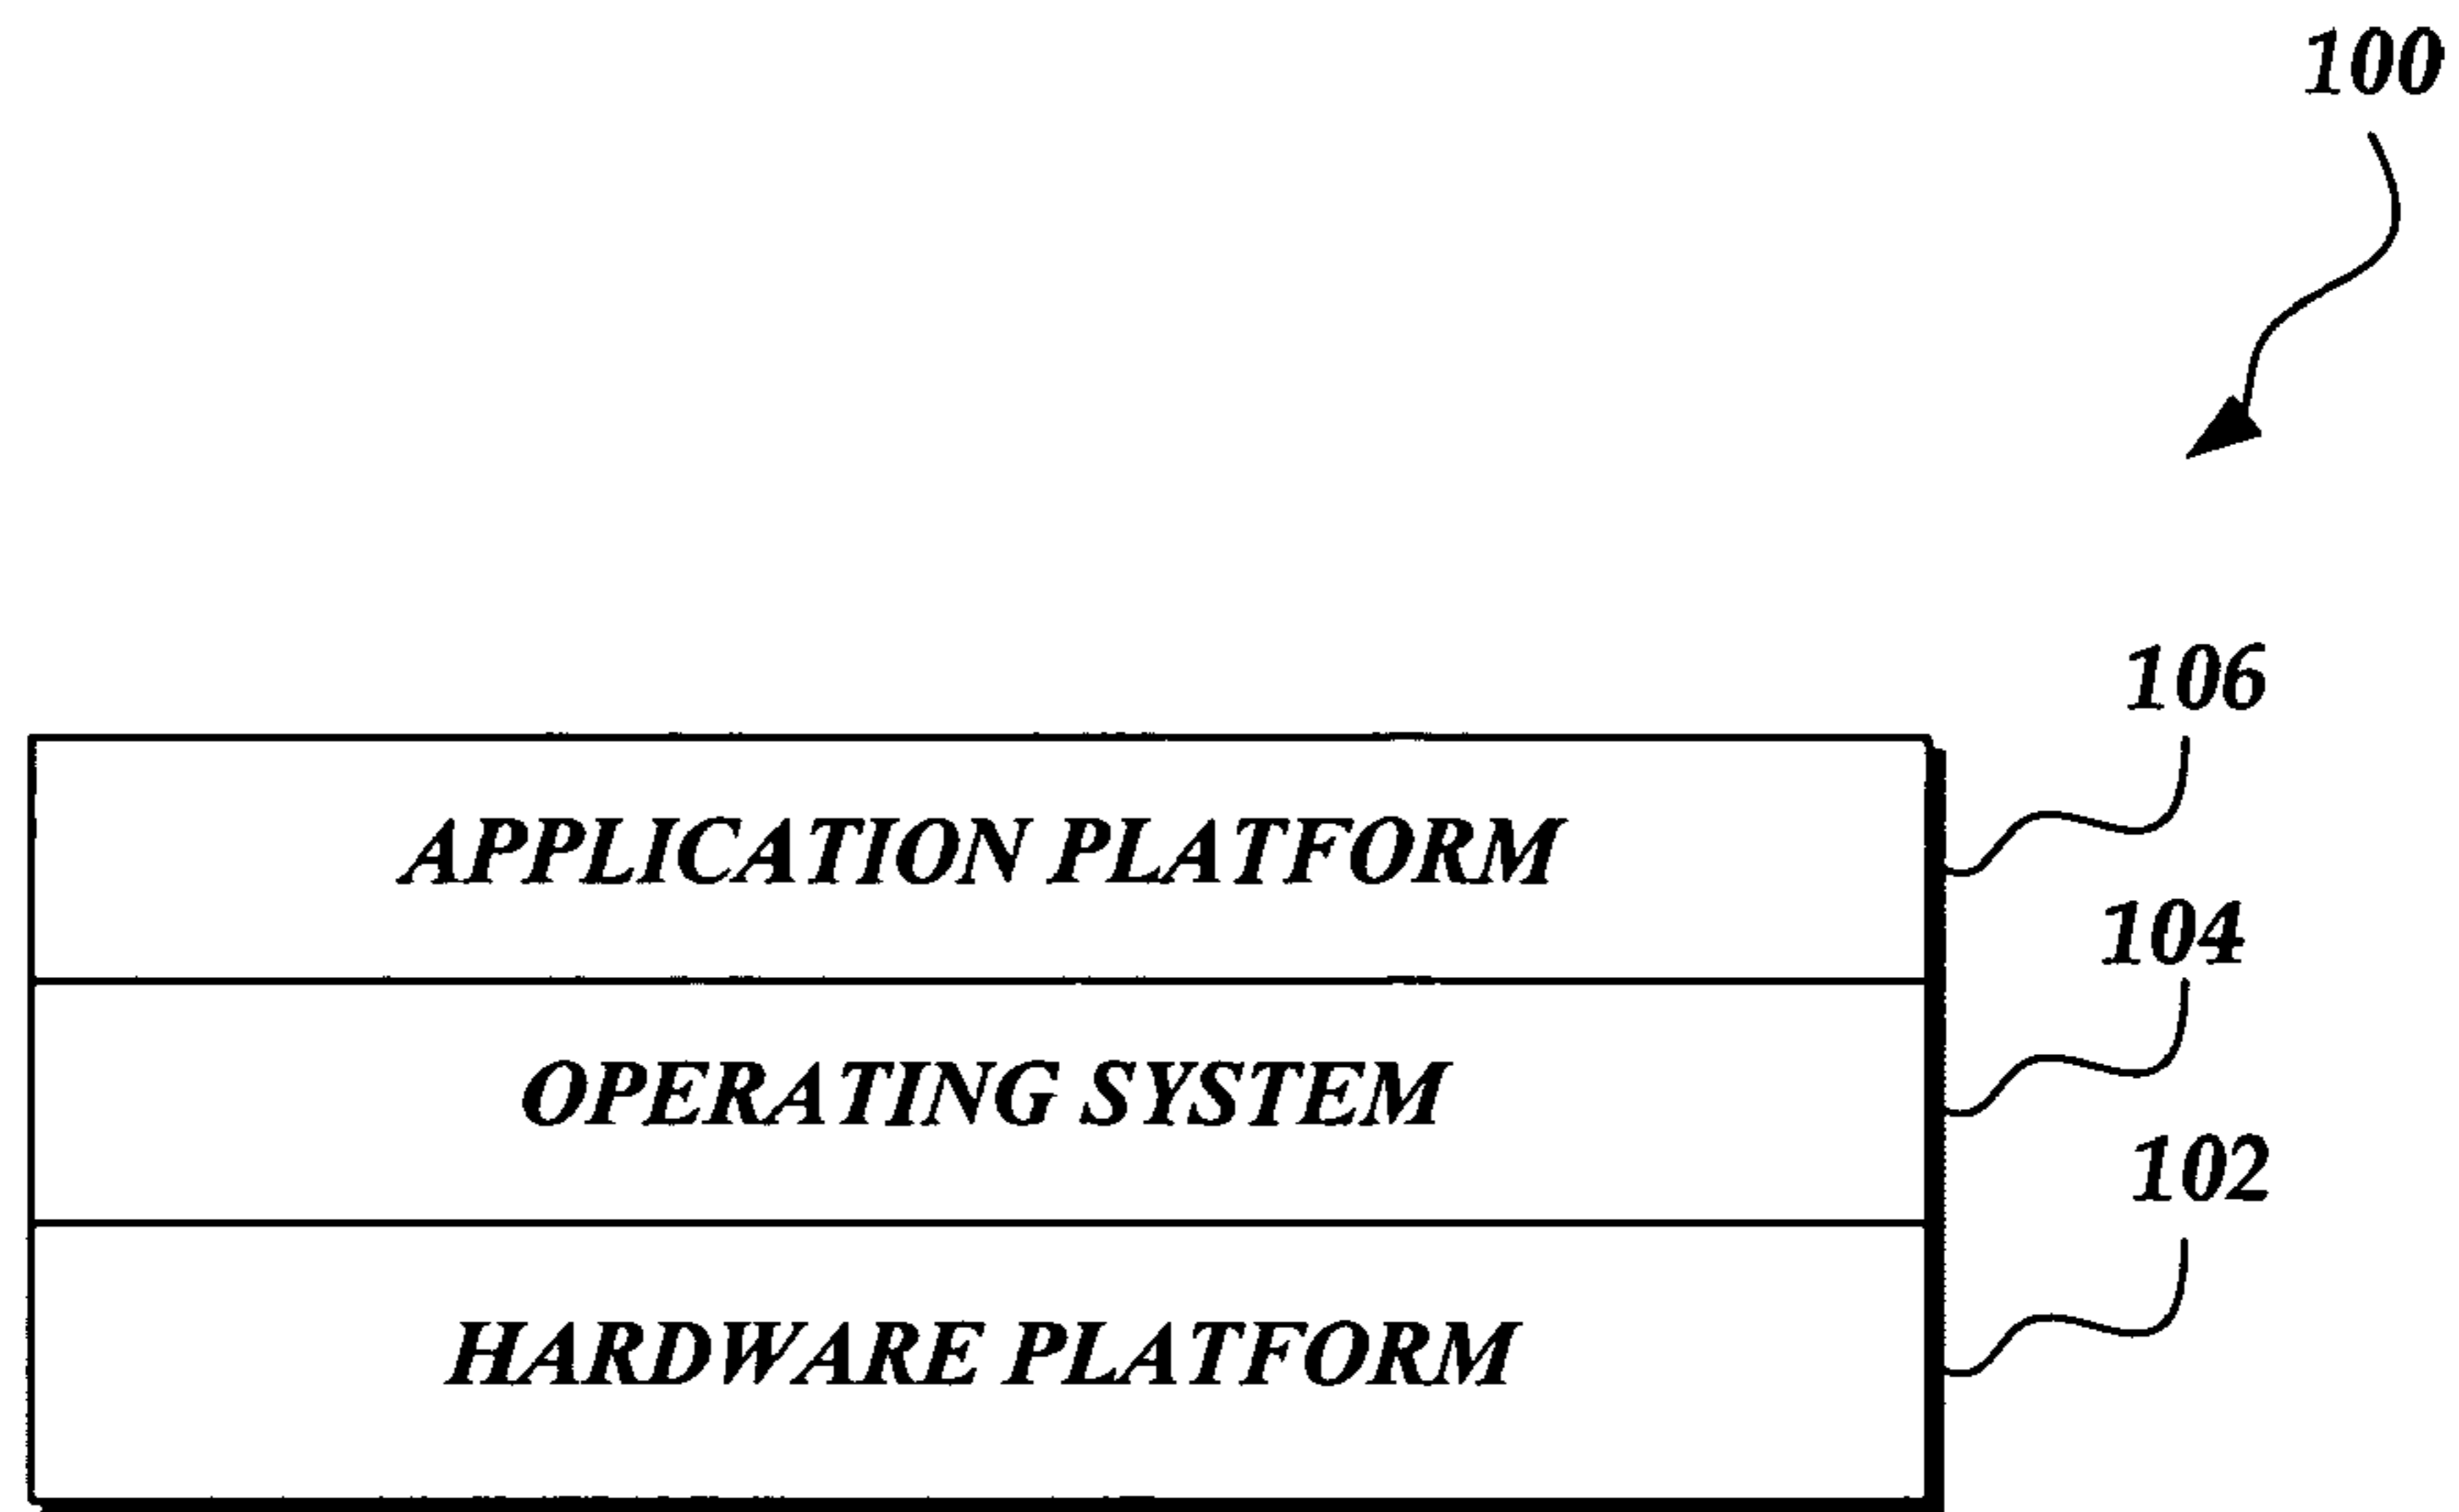 100
106
APPLICATION PLATFORM
104
OPERATING SYSTEM
102
HARDWARE PLATFORM